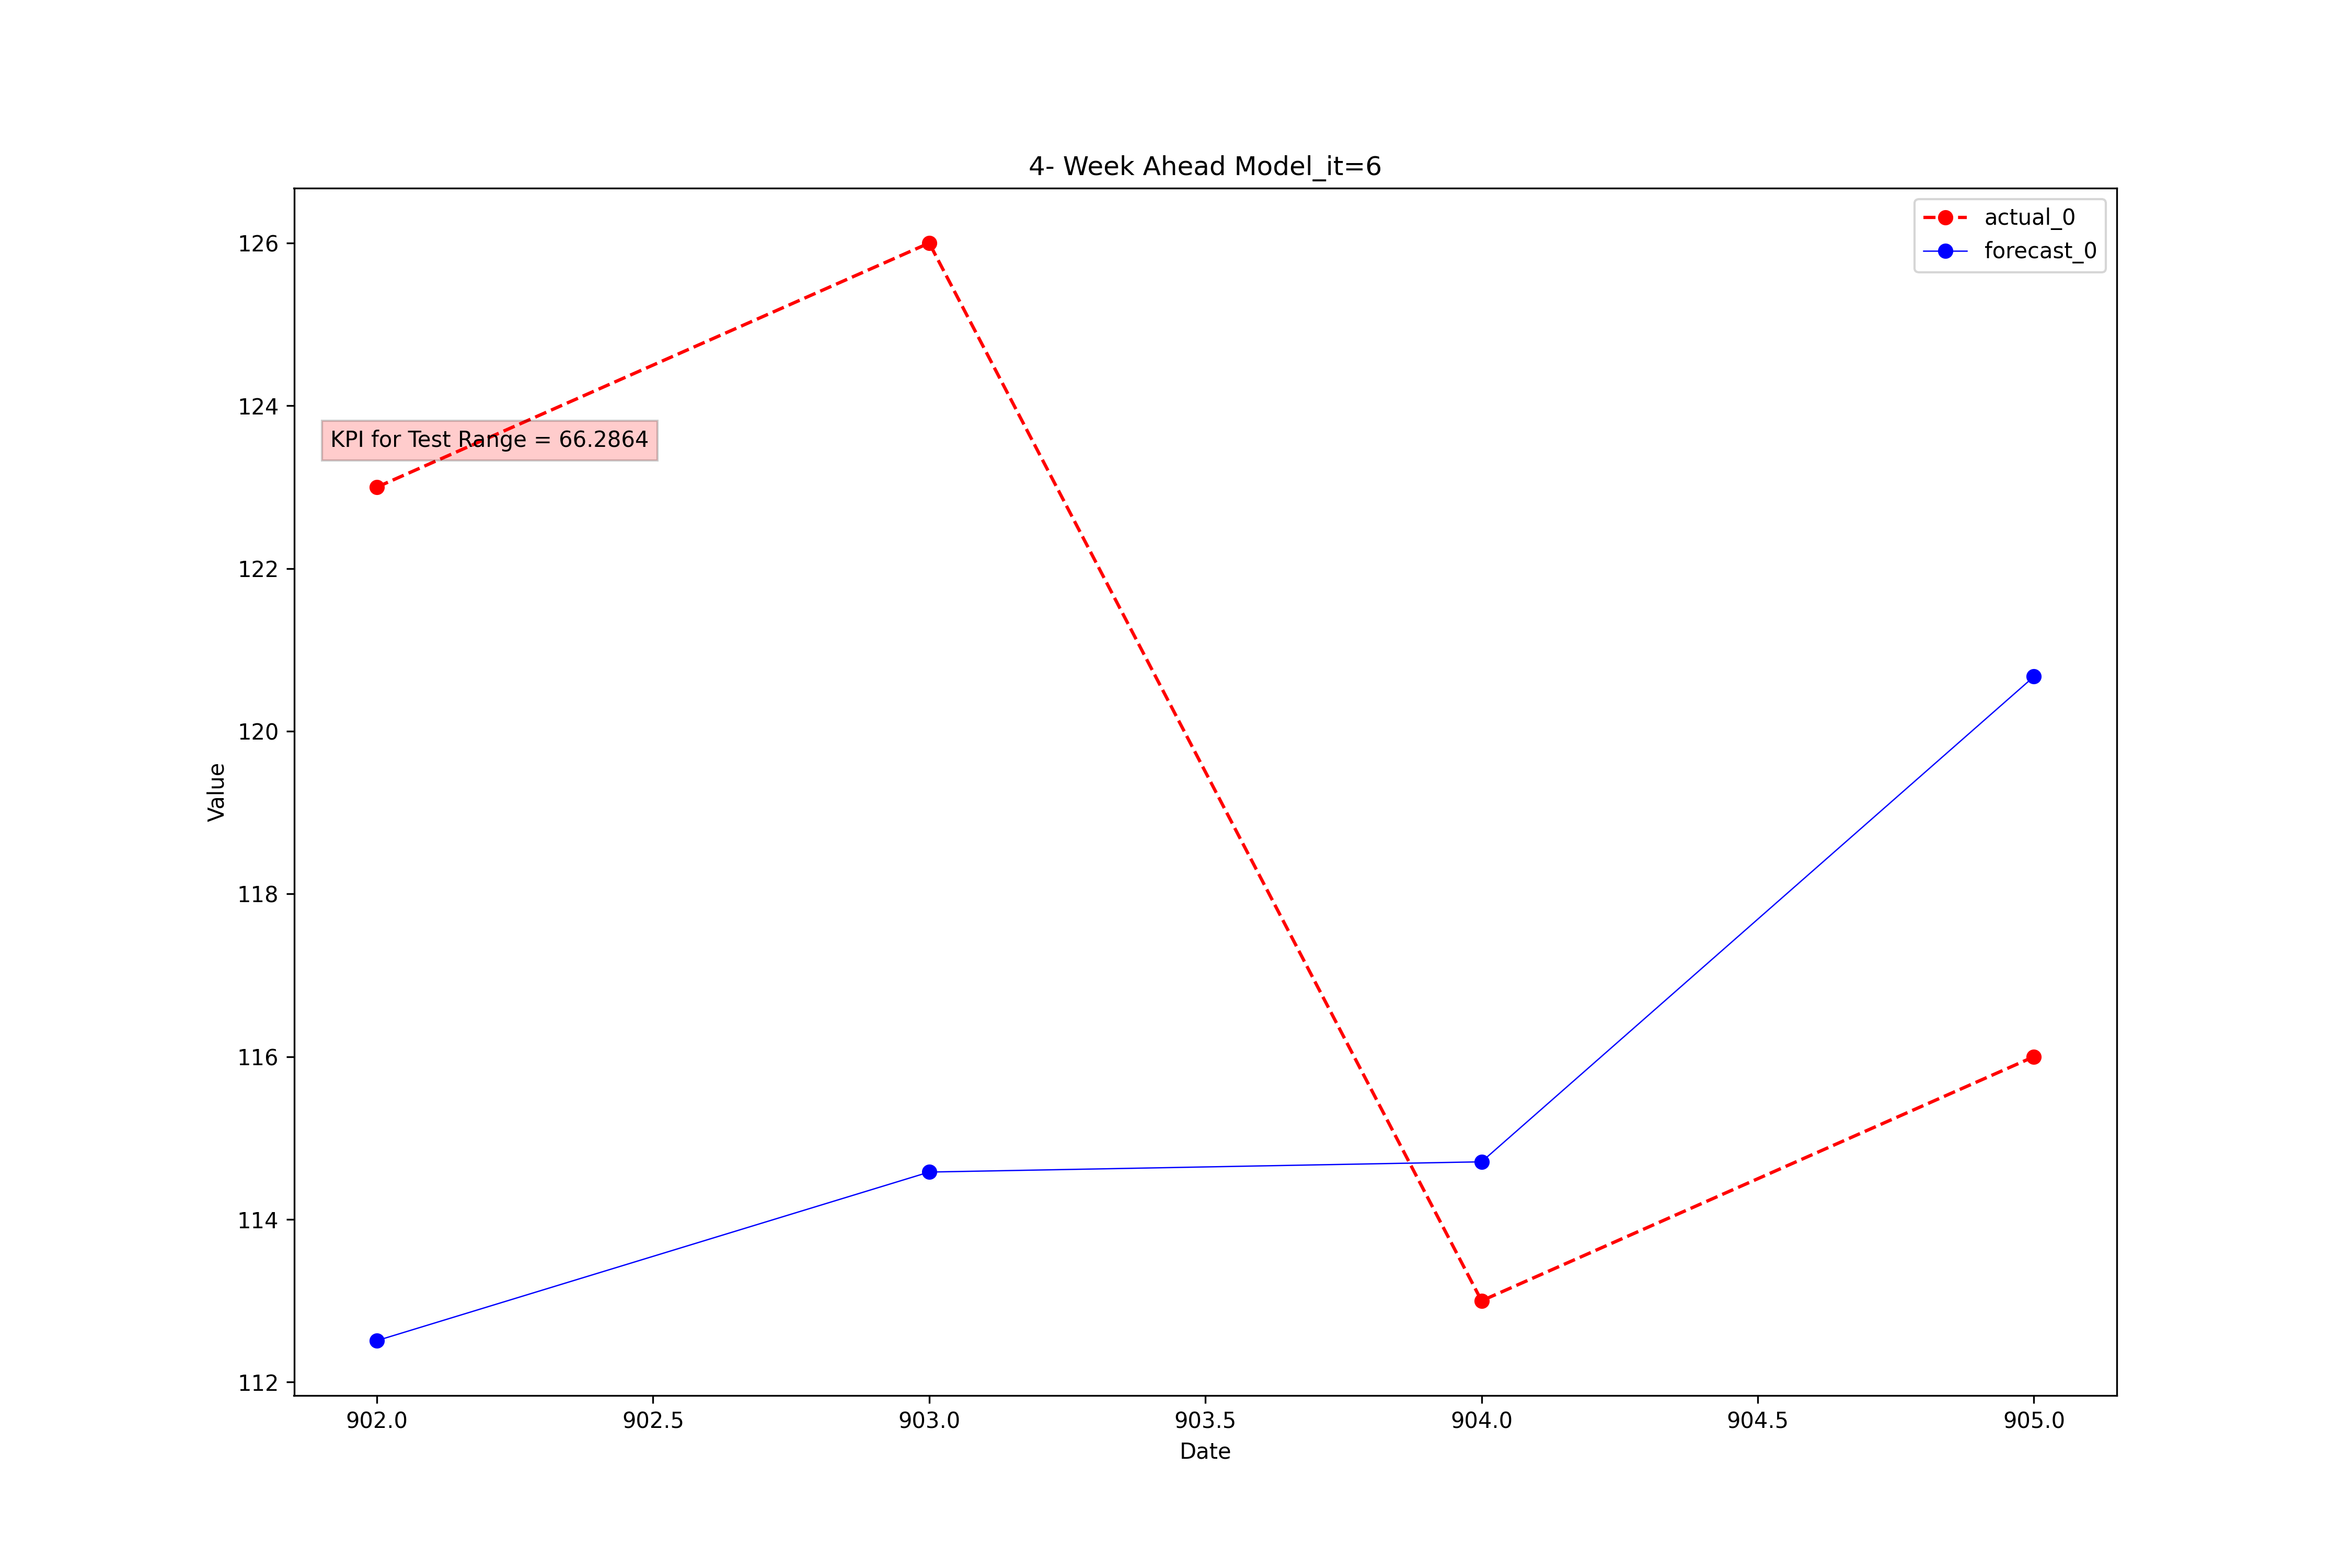 4- Week Ahead Model_it=6
actual_0
forecast_0
KPI for Test Range = 66.2864
Value
126
124
122
120
118
116
114
112
902.0 902.5 903.0 903.5 904.0 904.5 905.0
Date